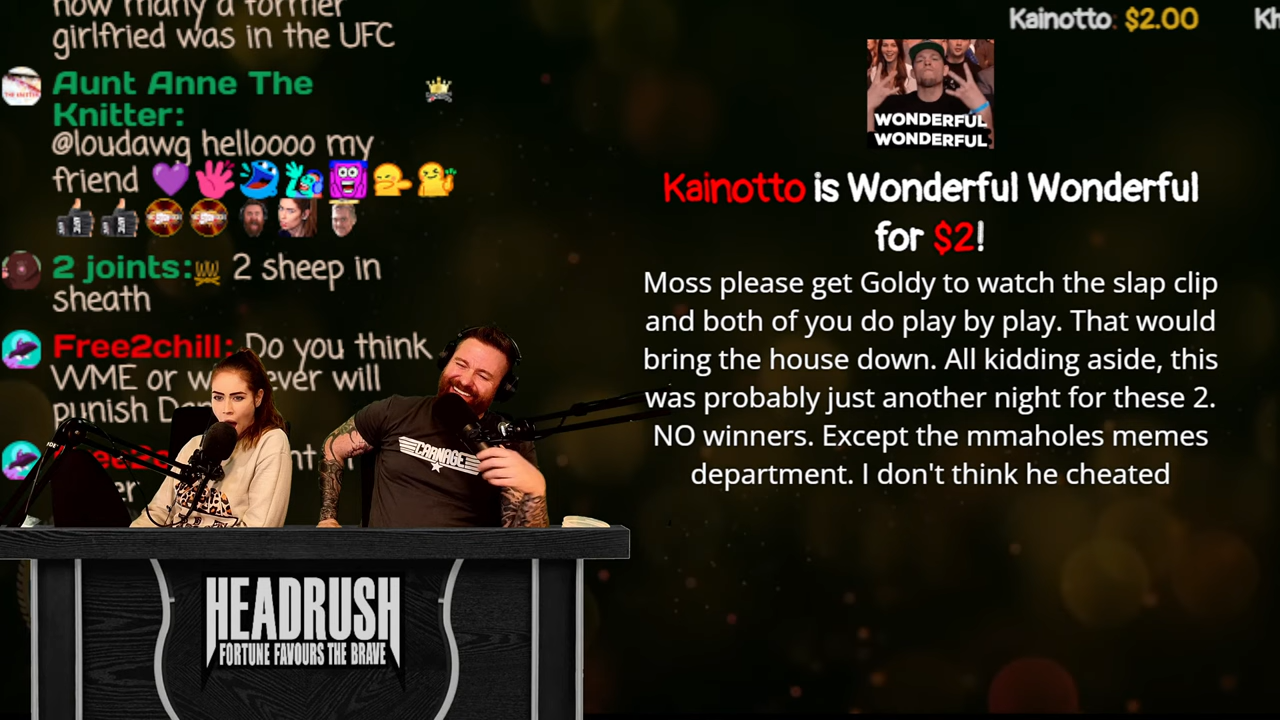 how many a former
girlfried was in the UFC
Aunt Anne The
Knitter:
@loudawg helloooo my
friend
2 joints: 2 sheep in
sheath
Free2chill: Do you think
WME or ever will
punish
Kainotto: $2.00
Kh
WONDERFUL
WONDERFUL
Kainotto is Wonderful Wonderful
for $2!
Moss please get Goldy to watch the slap clip
and both of you do play by play. That would
bring the house down. All kidding aside, this
was probably just another night for these 2.
NO winners. Except the mmaholes memes
department. I don't think he cheated
CARNAGE
HEADRUSH
FORTUNE FAVOURS THE BRAVE